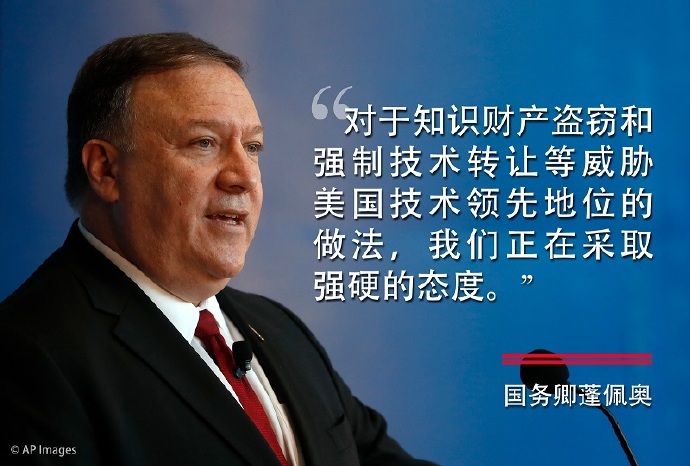 “对于知识财产盗窃和
强制技术转让等威胁
美国技术领先地位的
做法，我们正在采取
强硬的态度。”
国务卿蓬佩奥
© AP Images